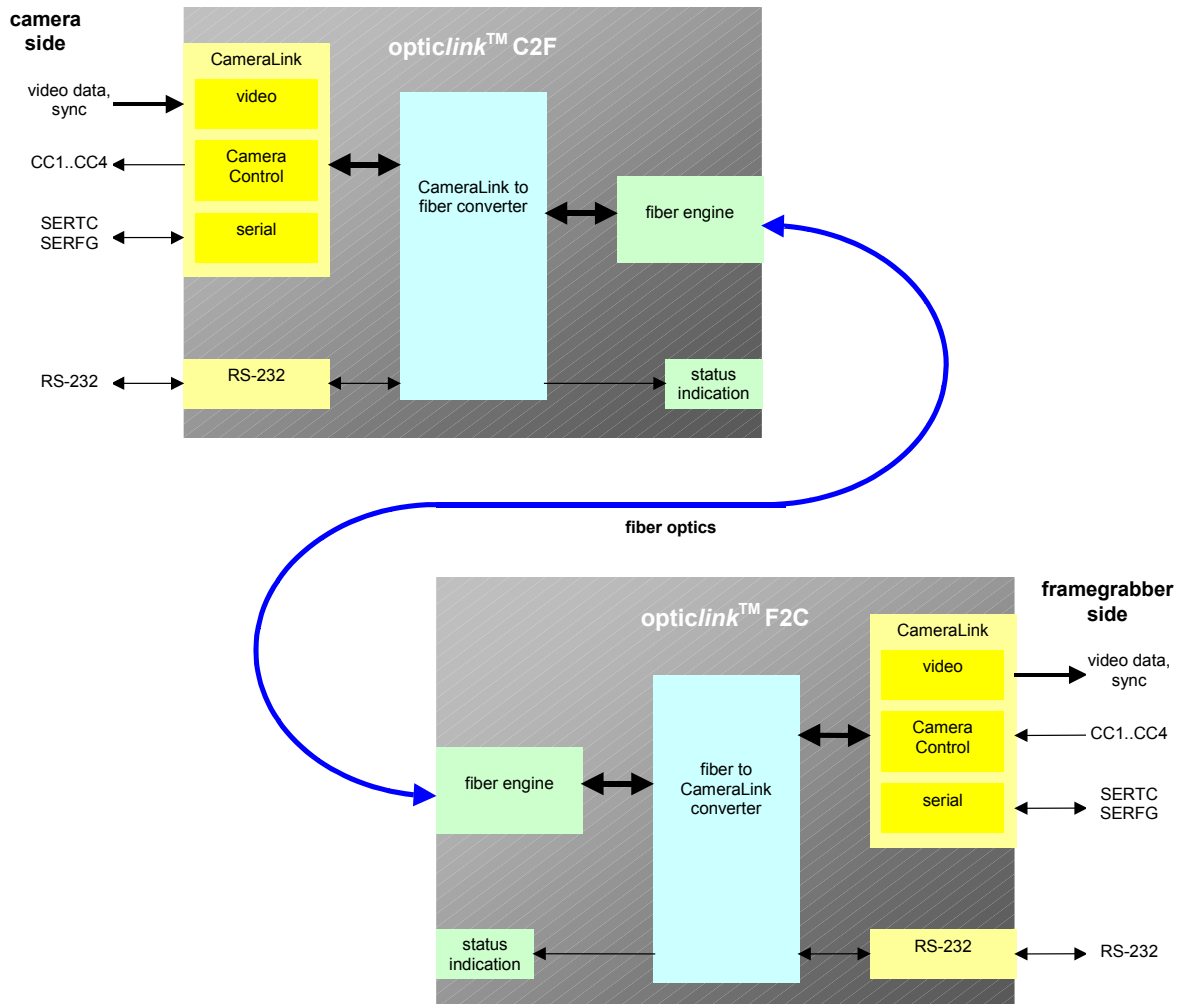 camera
side
opticlink™ C2F
CameraLink
video data,
sync
video
CC1..CC4
Camera
Control
CameraLink to
fiber converter
fiber engine
SERTC
SERFG
serial
RS-232
RS-232
status
indication
fiber optics
opticlink™ F2C
framegrabber
side
CameraLink
video
video data,
sync
Camera
Control
CC1..CC4
fiber engine
fiber to
CameraLink
converter
serial
SERTC
SERFG
status
indication
RS-232
RS-232